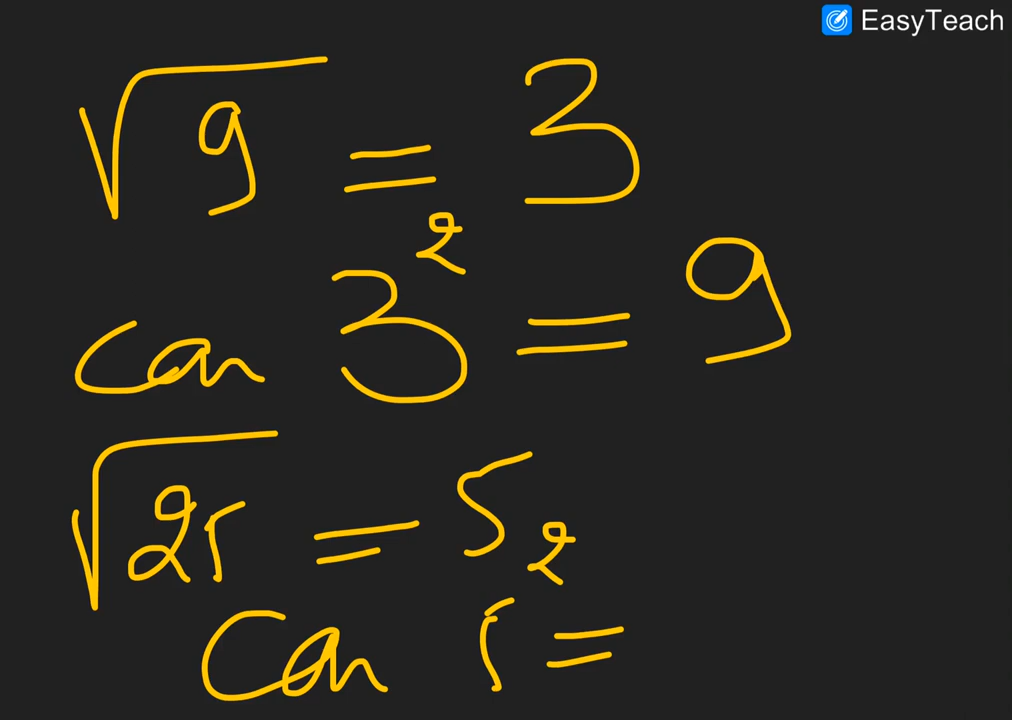 EasyTeach
√9 = 3
can 3² = 9
√25 = 5
can 5² =